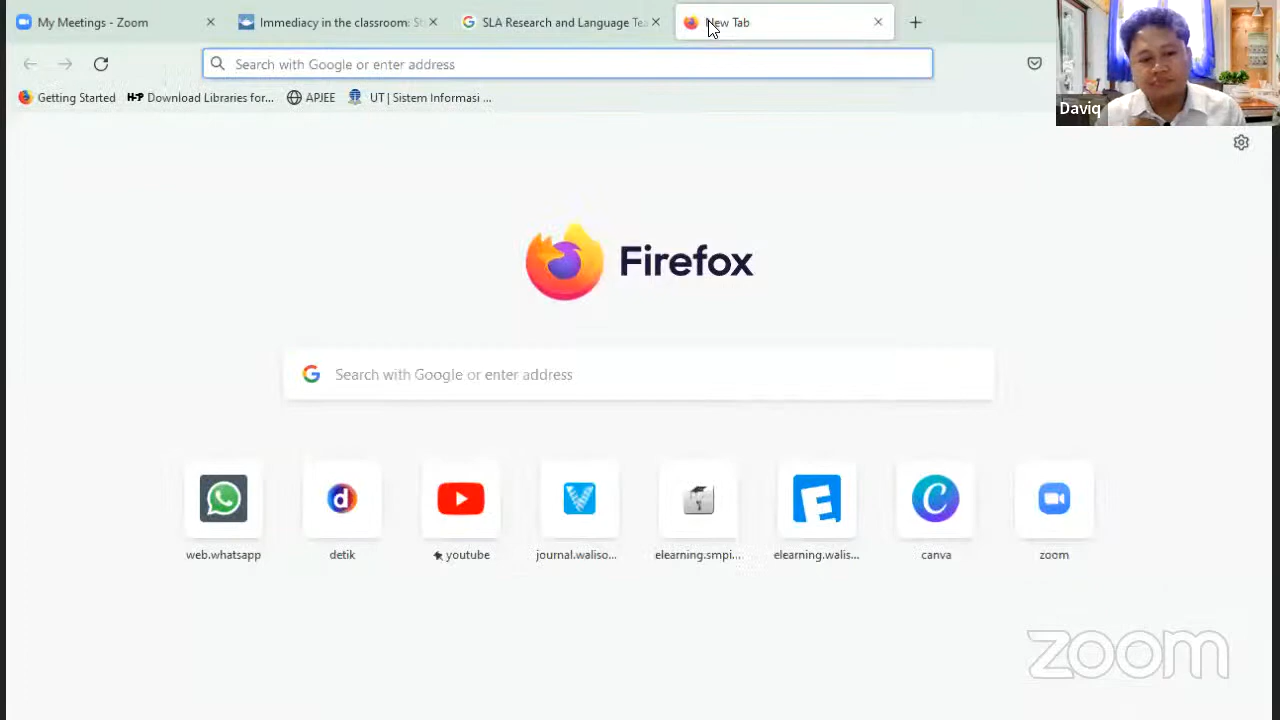 My Meetings - Zoom
Immediacy in the classroom: St
SLA Research and Language Tea
New Tab
Search with Google or enter address
Getting Started
Download Libraries for...
APJEE
UT | Sistem Informasi ...
Daviq
Firefox
Search with Google or enter address
web.whatsapp
detik
youtube
journal.waliso...
elearning.smpi...
elearning.walis...
canva
zoom
zoom